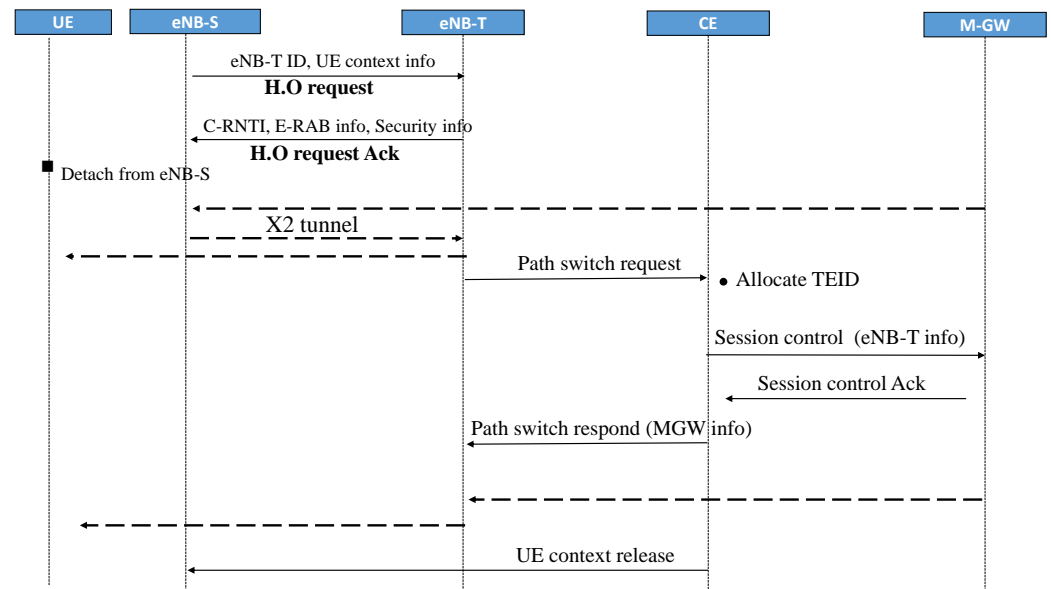 UE
eNB-S
eNB-T
CE
M-GW
eNB-T ID, UE context info
H.O request
C-RNTI, E-RAB info, Security info
H.O request Ack
Detach from eNB-S
X2 tunnel
Path switch request
Allocate TEID
Session control (eNB-T info)
Session control Ack
Path switch respond (MGW info)
UE context release